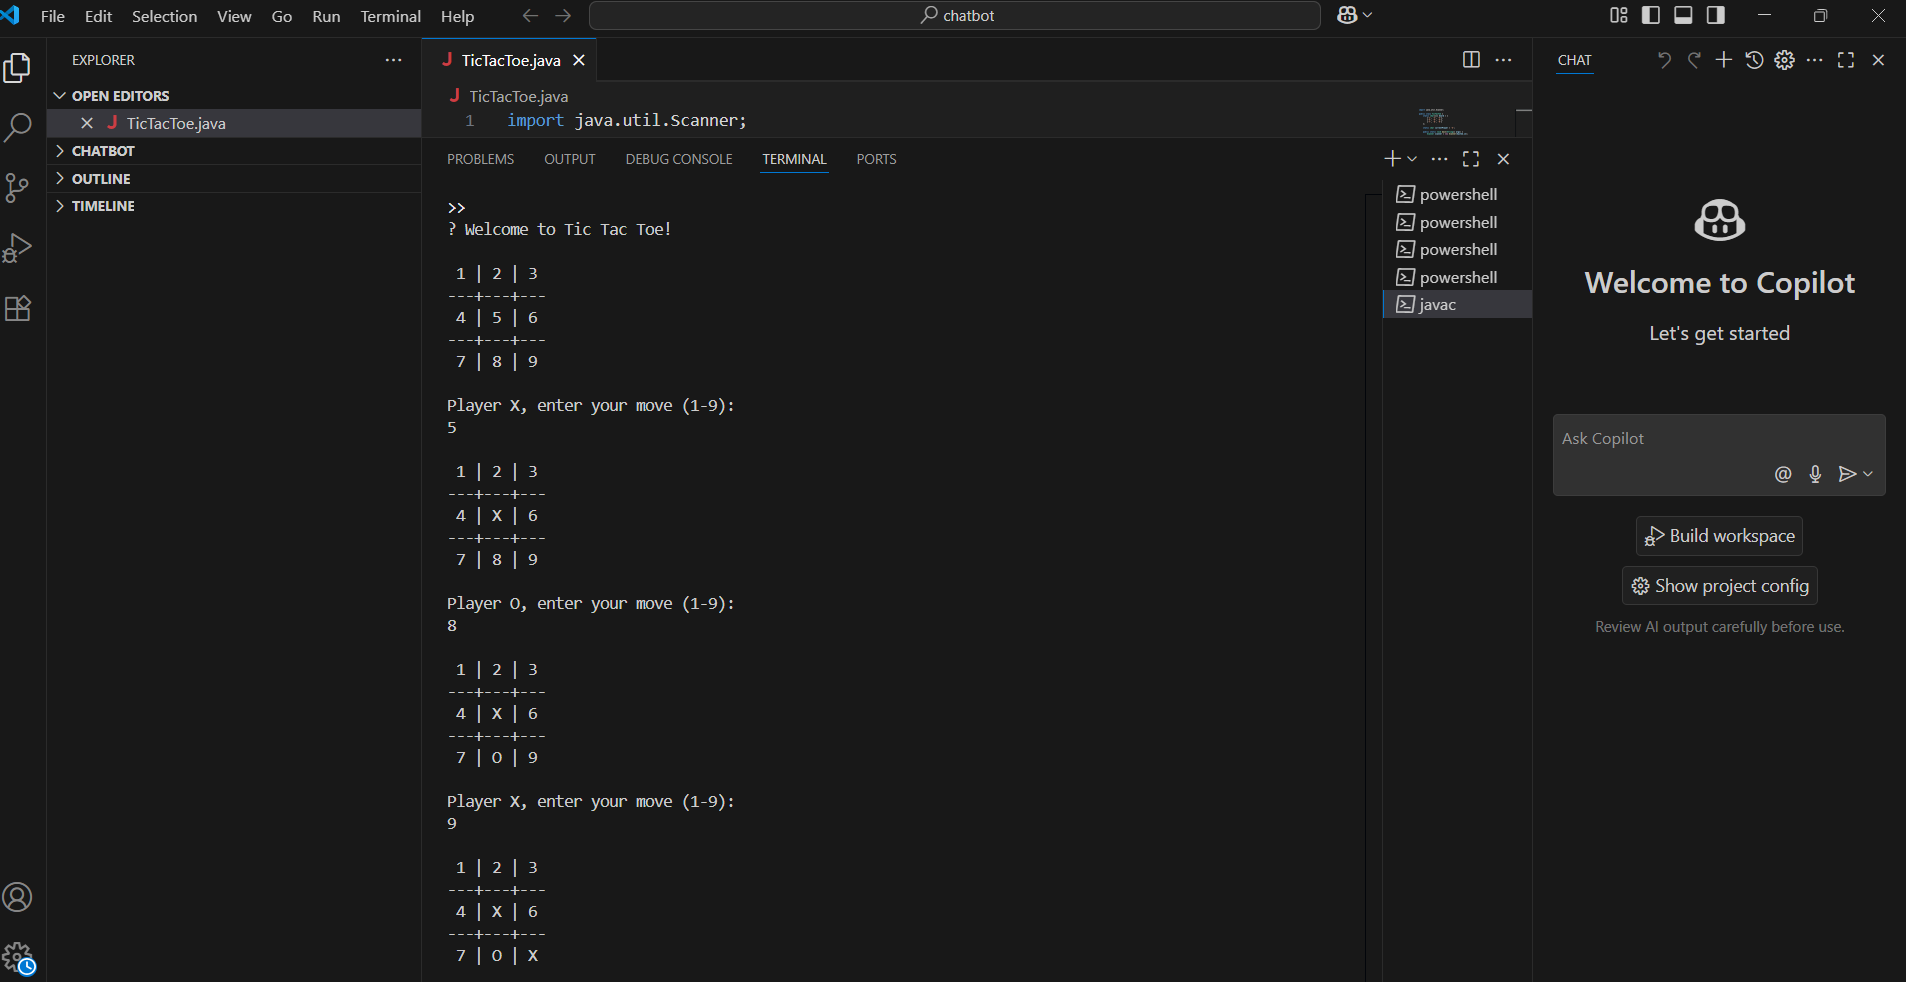 File Edit Selection View Go Run Terminal Help
chatbot
EXPLORER
OPEN EDITORS
TicTacToe.java
CHATBOT
OUTLINE
TIMELINE
TicTacToe.java
TicTacToe.java
1 import java.util.Scanner;
PROBLEMS OUTPUT DEBUG CONSOLE TERMINAL PORTS
>>
? Welcome to Tic Tac Toe!
1 | 2 | 3
---+---+---
4 | 5 | 6
---+---+---
7 | 8 | 9
Player X, enter your move (1-9):
5
1 | 2 | 3
---+---+---
4 | X | 6
---+---+---
7 | 8 | 9
Player O, enter your move (1-9):
8
1 | 2 | 3
---+---+---
4 | X | 6
---+---+---
7 | O | 9
Player X, enter your move (1-9):
9
1 | 2 | 3
---+---+---
4 | X | 6
---+---+---
7 | O | X
powershell
powershell
powershell
powershell
javac
CHAT
Welcome to Copilot
Let's get started
Ask Copilot
Build workspace
Show project config
Review AI output carefully before use.